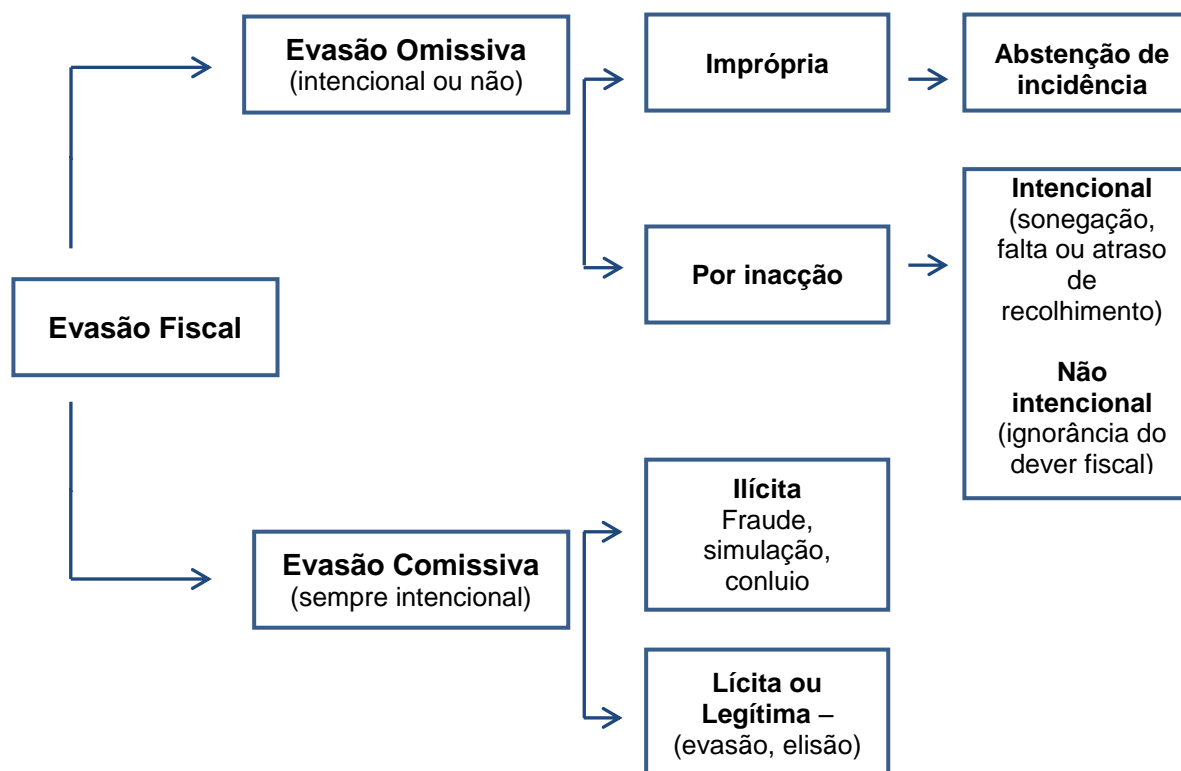 Evasão Omissiva
(intencional ou não)
Imprópria
Abstenção de
incidência
Intencional
(sonegação,
falta ou atraso
de
recolhimento)
Não
intencional
(ignorância do
dever fiscal)
Por inacção
Evasão Fiscal
Evasão Comissiva
(sempre intencional)
Ilícita
Fraude,
simulação,
conluio
Lícita ou
Legítima –
(evasão, elisão)